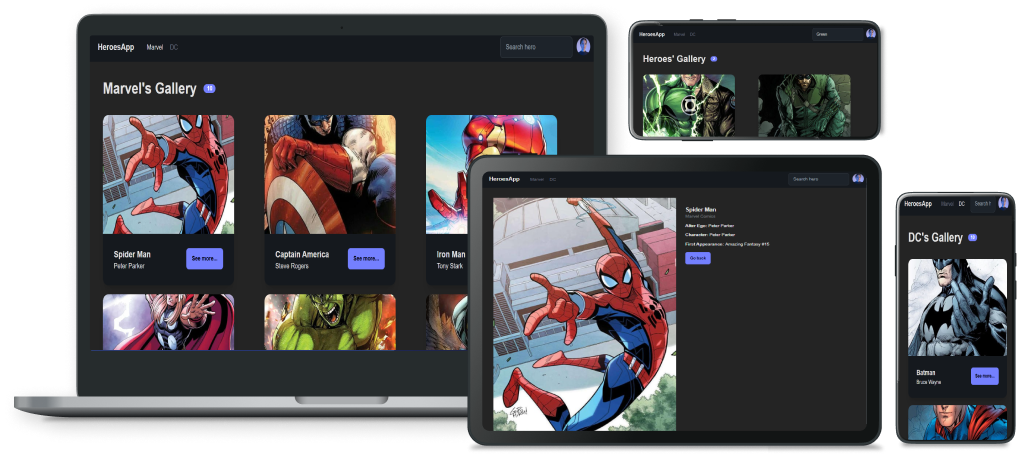 HeroesApp Marvel DC Search hero
Marvel's Gallery
Spider Man
Peter Parker
See more...
Captain America
Steve Rogers
See more...
Iron Man
Tony Stark
HeroesApp Marvel DC Green
Heroes' Gallery
HeroesApp Marvel DC Search hero
Spider Man
Marvel Comics
Alter Ego: Peter Parker
Character: Peter Parker
First Appearance: Amazing Fantasy #15
Go back
HeroesApp Marvel DC Search h
DC's Gallery
Batman
Bruce Wayne
See more...